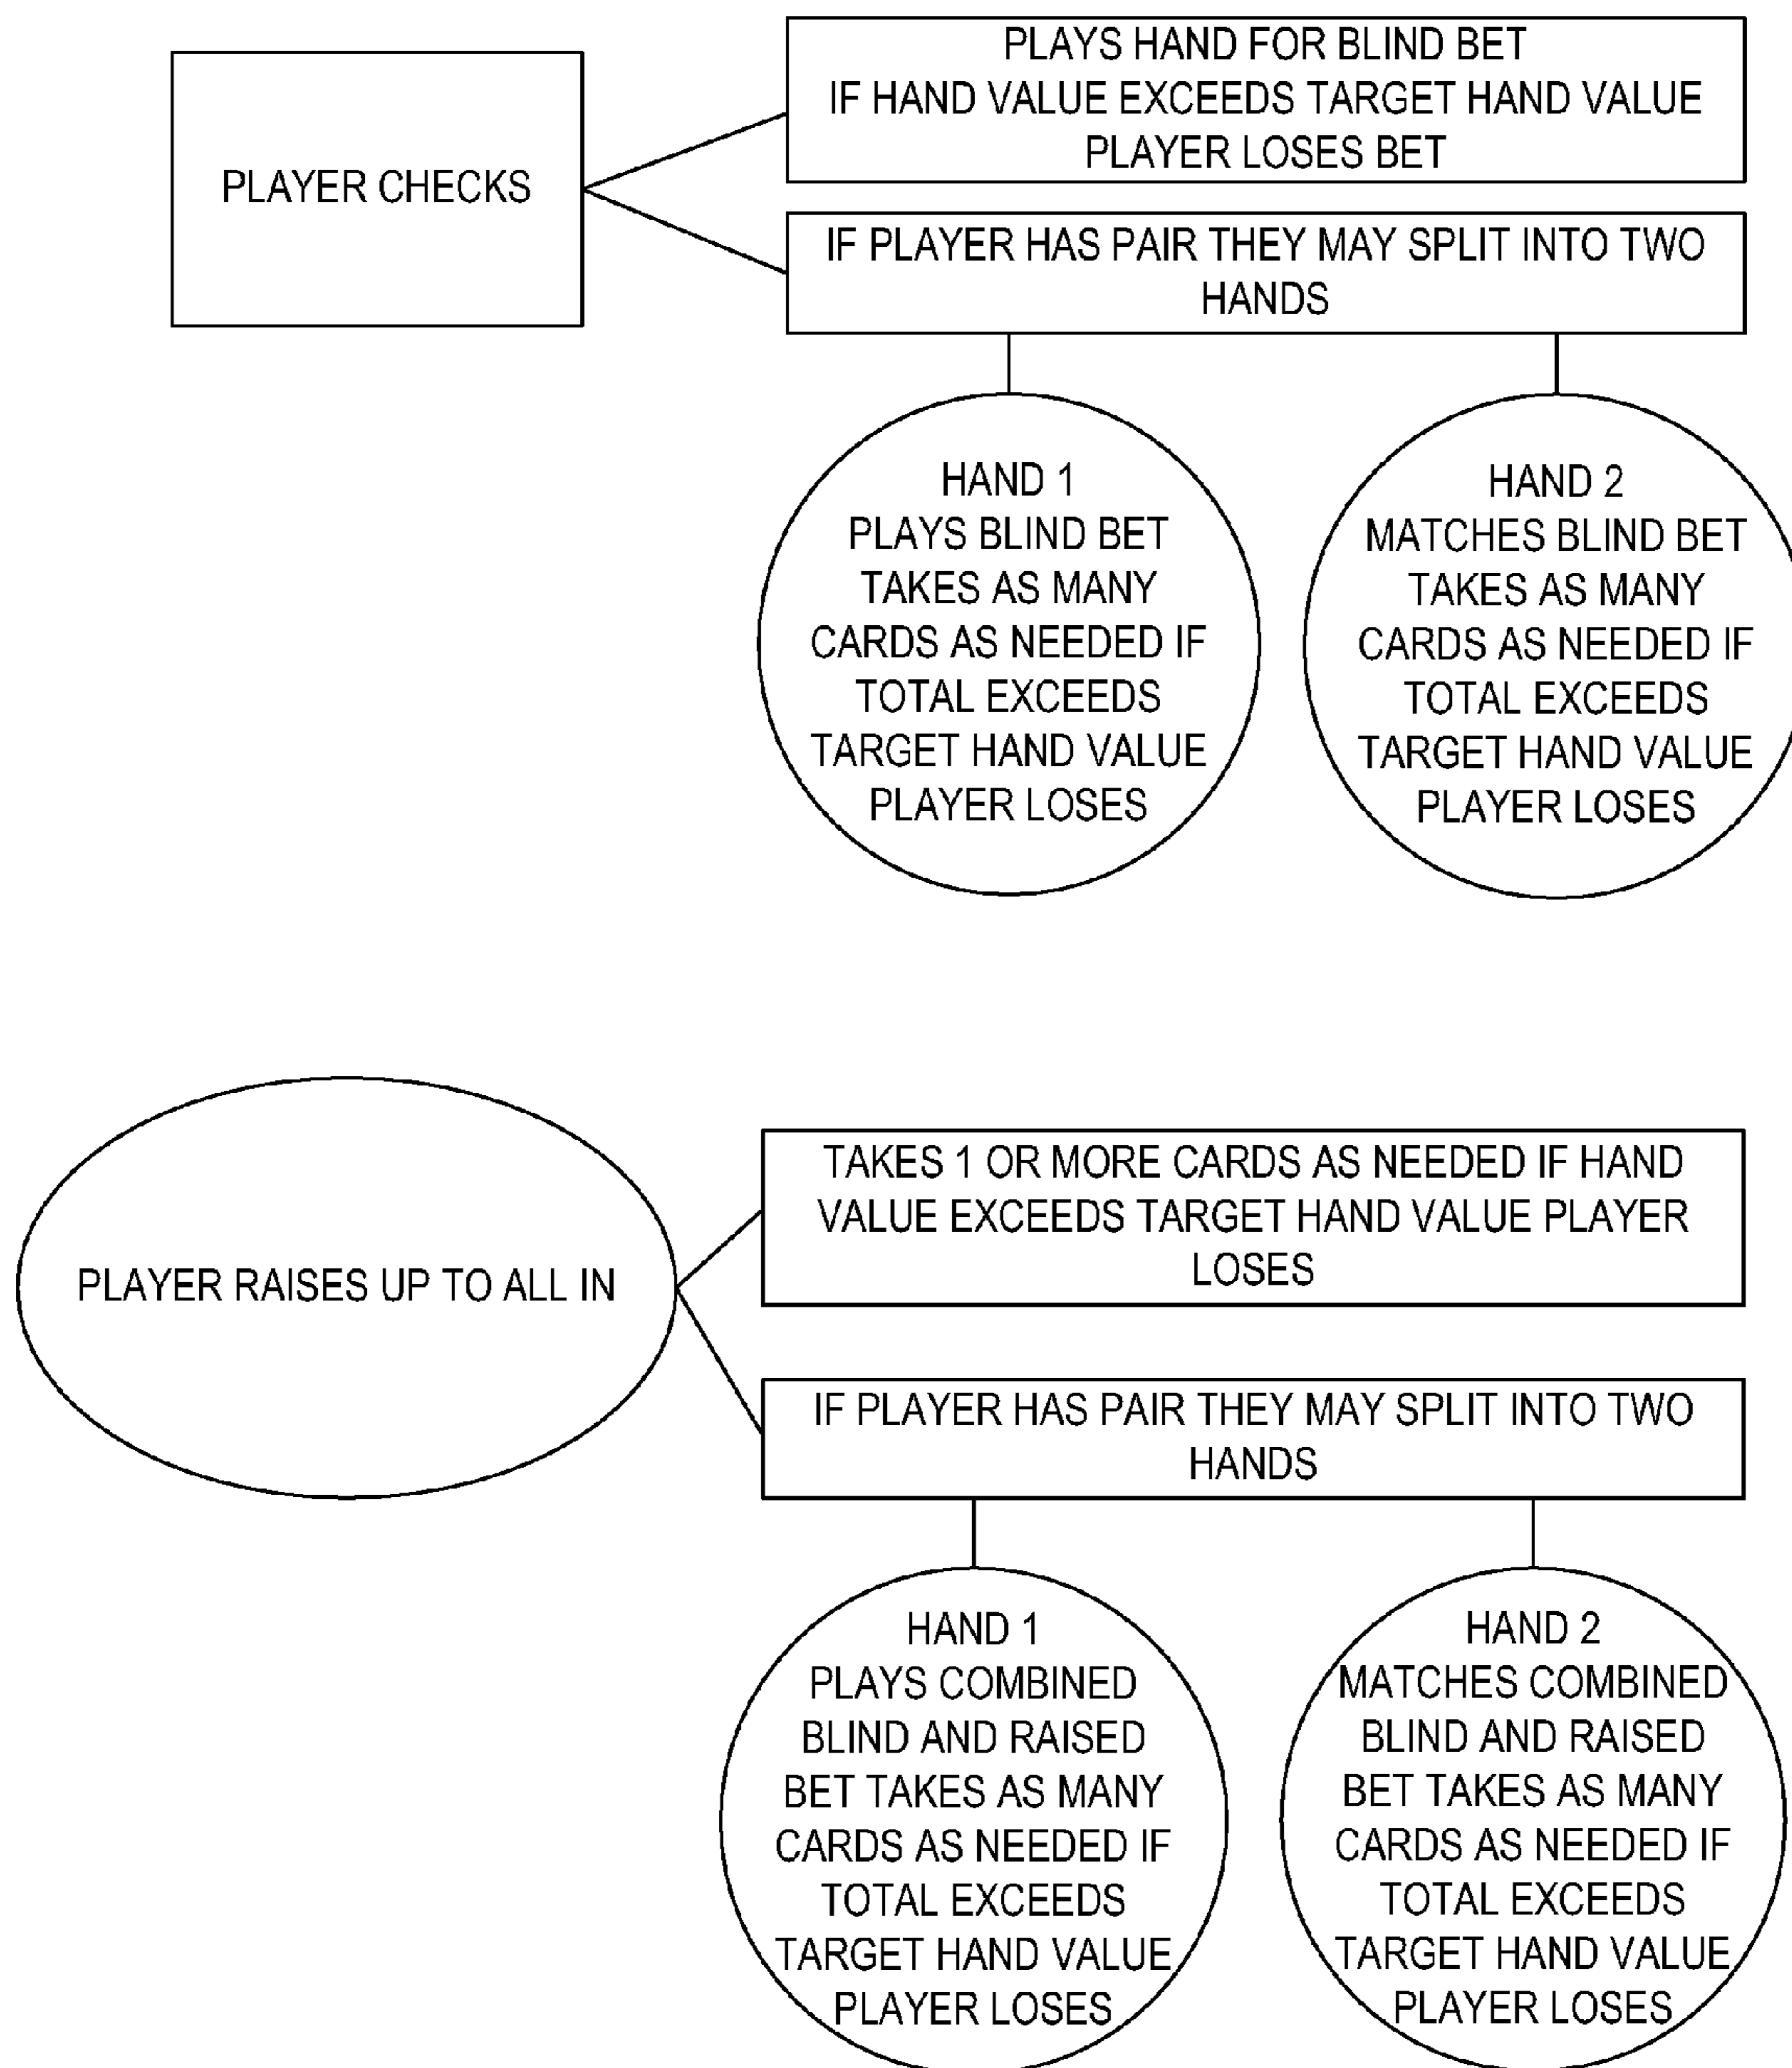 PLAYER CHECKS
PLAYS HAND FOR BLIND BET
IF HAND VALUE EXCEEDS TARGET HAND VALUE
PLAYER LOSES BET
IF PLAYER HAS PAIR THEY MAY SPLIT INTO TWO
HANDS
HAND 1
PLAYS BLIND BET
TAKES AS MANY
CARDS AS NEEDED IF
TOTAL EXCEEDS
TARGET HAND VALUE
PLAYER LOSES
HAND 2
MATCHES BLIND BET
TAKES AS MANY
CARDS AS NEEDED IF
TOTAL EXCEEDS
TARGET HAND VALUE
PLAYER LOSES
PLAYER RAISES UP TO ALL IN
TAKES 1 OR MORE CARDS AS NEEDED IF HAND
VALUE EXCEEDS TARGET HAND VALUE PLAYER
LOSES
IF PLAYER HAS PAIR THEY MAY SPLIT INTO TWO
HANDS
HAND 1
PLAYS COMBINED
BLIND AND RAISED
BET TAKES AS MANY
CARDS AS NEEDED IF
TOTAL EXCEEDS
TARGET HAND VALUE
PLAYER LOSES
HAND 2
MATCHES COMBINED
BLIND AND RAISED
BET TAKES AS MANY
CARDS AS NEEDED IF
TOTAL EXCEEDS
TARGET HAND VALUE
PLAYER LOSES